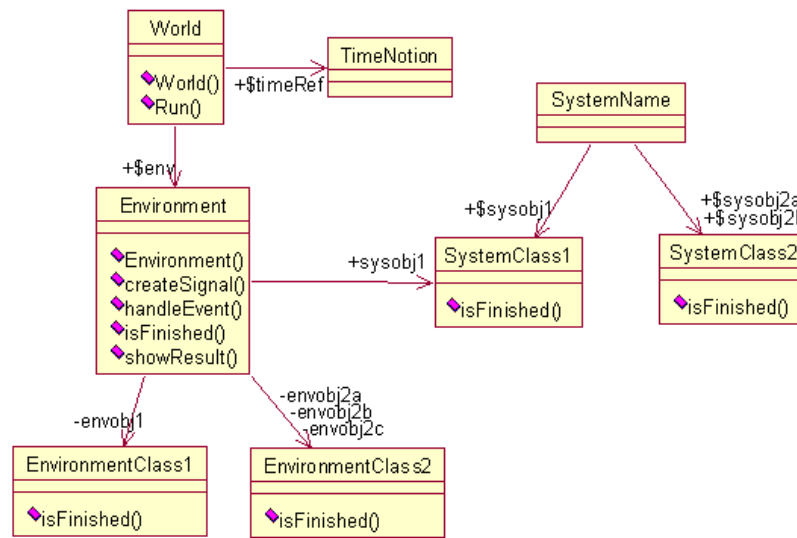 World
World()
Run()
+$timeRef
TimeNotion
SystemName
+$env
Environment
Environment()
createSignal()
handleEvent()
isFinished()
showResult()
+sysobj1
+$sysobj1
SystemClass1
isFinished()
+$sysobj2a
SystemClass2
isFinished()
-envobj1
EnvironmentClass1
isFinished()
-envobj2a
-envobj2b
-envobj2c
EnvironmentClass2
isFinished()